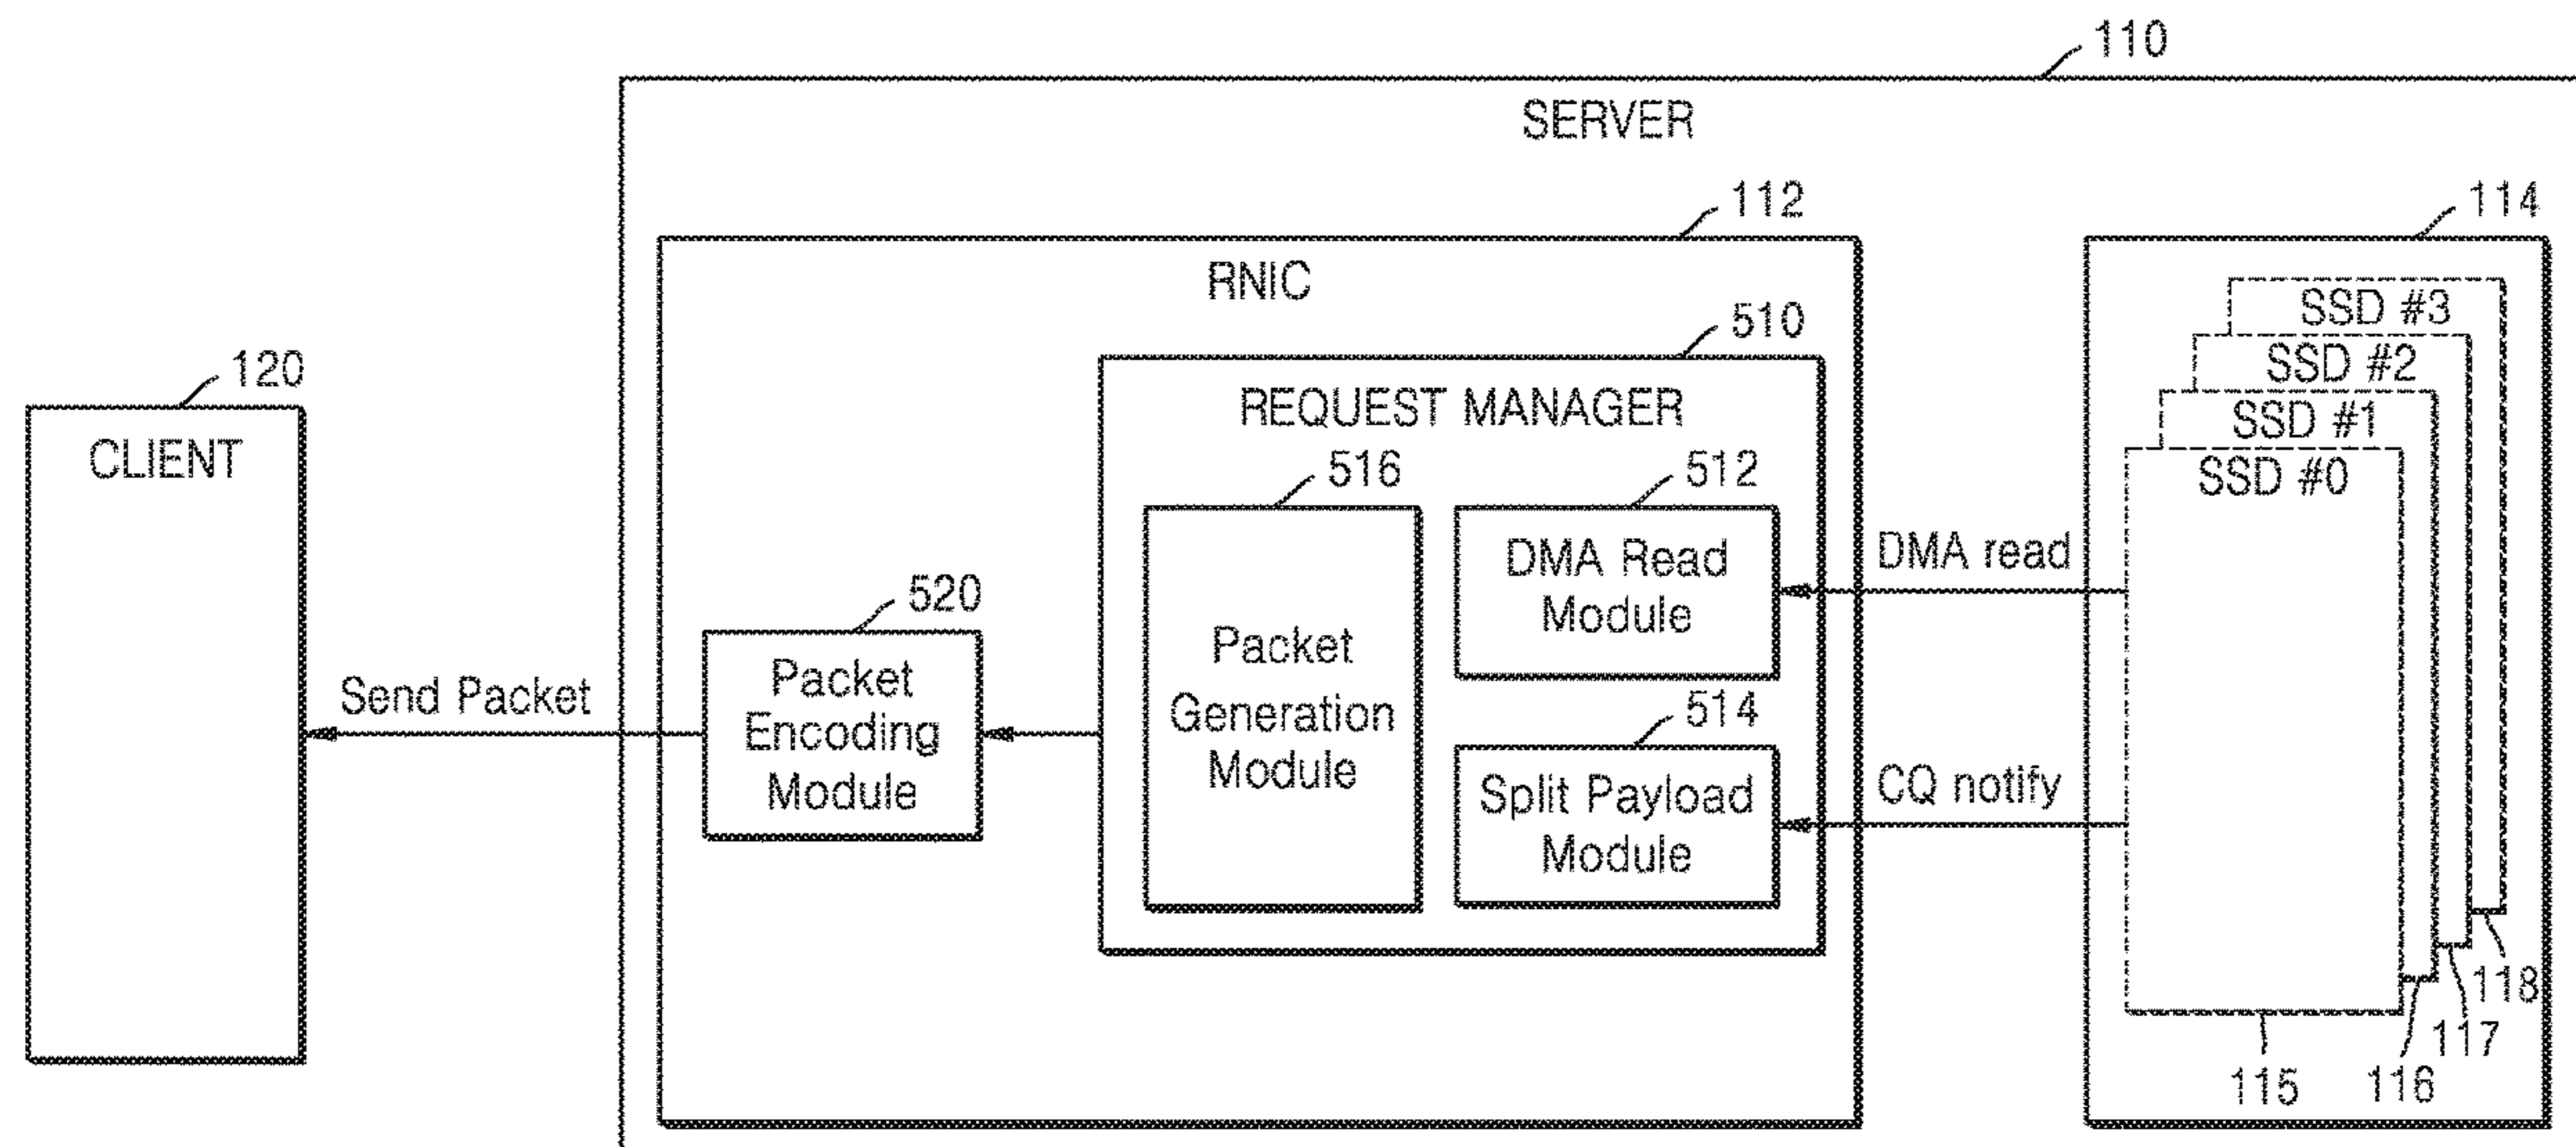 110
SERVER
112
114
RNIC
SSD #3
510
SSD #2
120
REQUEST MANAGER
SSD #1
CLIENT
516
512
SSD #0
DMA Read
Module
DMA read
520
Packet
Generation
Module
Packet
Encoding
Module
Send Packet
514
Split Payload
Module
CQ notify
118
117
116
115